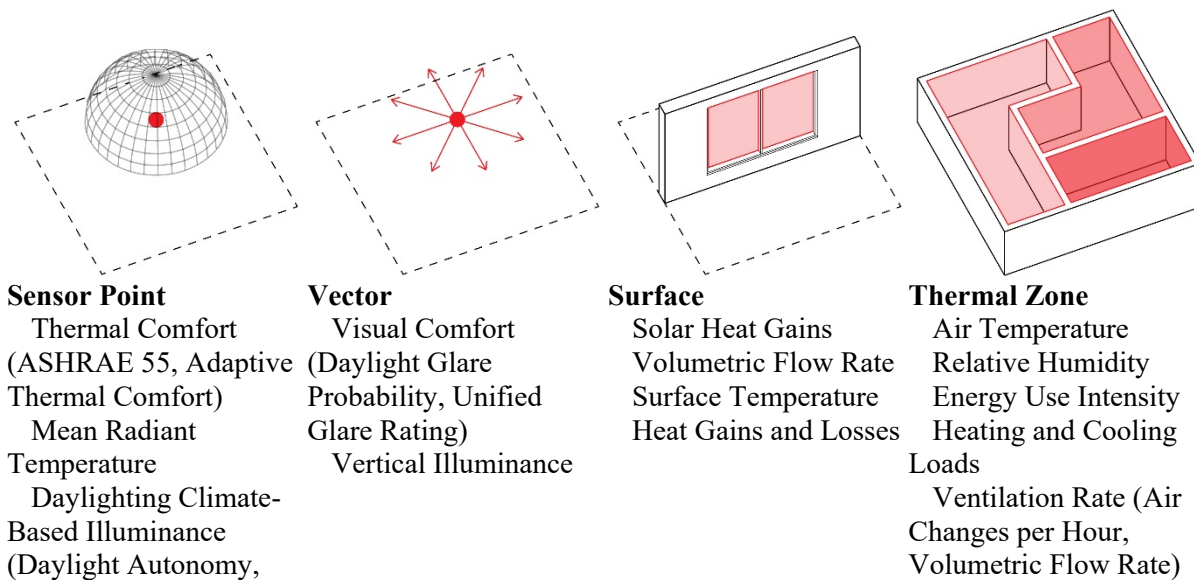 Sensor Point
Thermal Comfort
(ASHRAE 55, Adaptive
Thermal Comfort)
Mean Radiant
Temperature
Daylighting Climate-
Based Illuminance
(Daylight Autonomy,
Vector
Visual Comfort
(Daylight Glare
Probability, Unified
Glare Rating)
Vertical Illuminance
Surface
Solar Heat Gains
Volumetric Flow Rate
Surface Temperature
Heat Gains and Losses
Thermal Zone
Air Temperature
Relative Humidity
Energy Use Intensity
Heating and Cooling
Loads
Ventilation Rate (Air
Changes per Hour,
Volumetric Flow Rate)